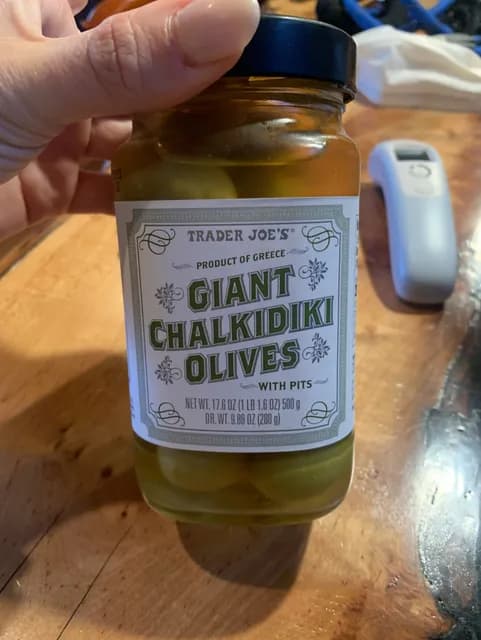 TRADER JOE'S®
PRODUCT OF GREECE
GIANT
CHALKIDIKI
OLIVES
WITH PITS
NET WT. 17.6 OZ (1 LB 1.6 OZ) 500 g
DR. WT. 9.88 OZ (280 g)